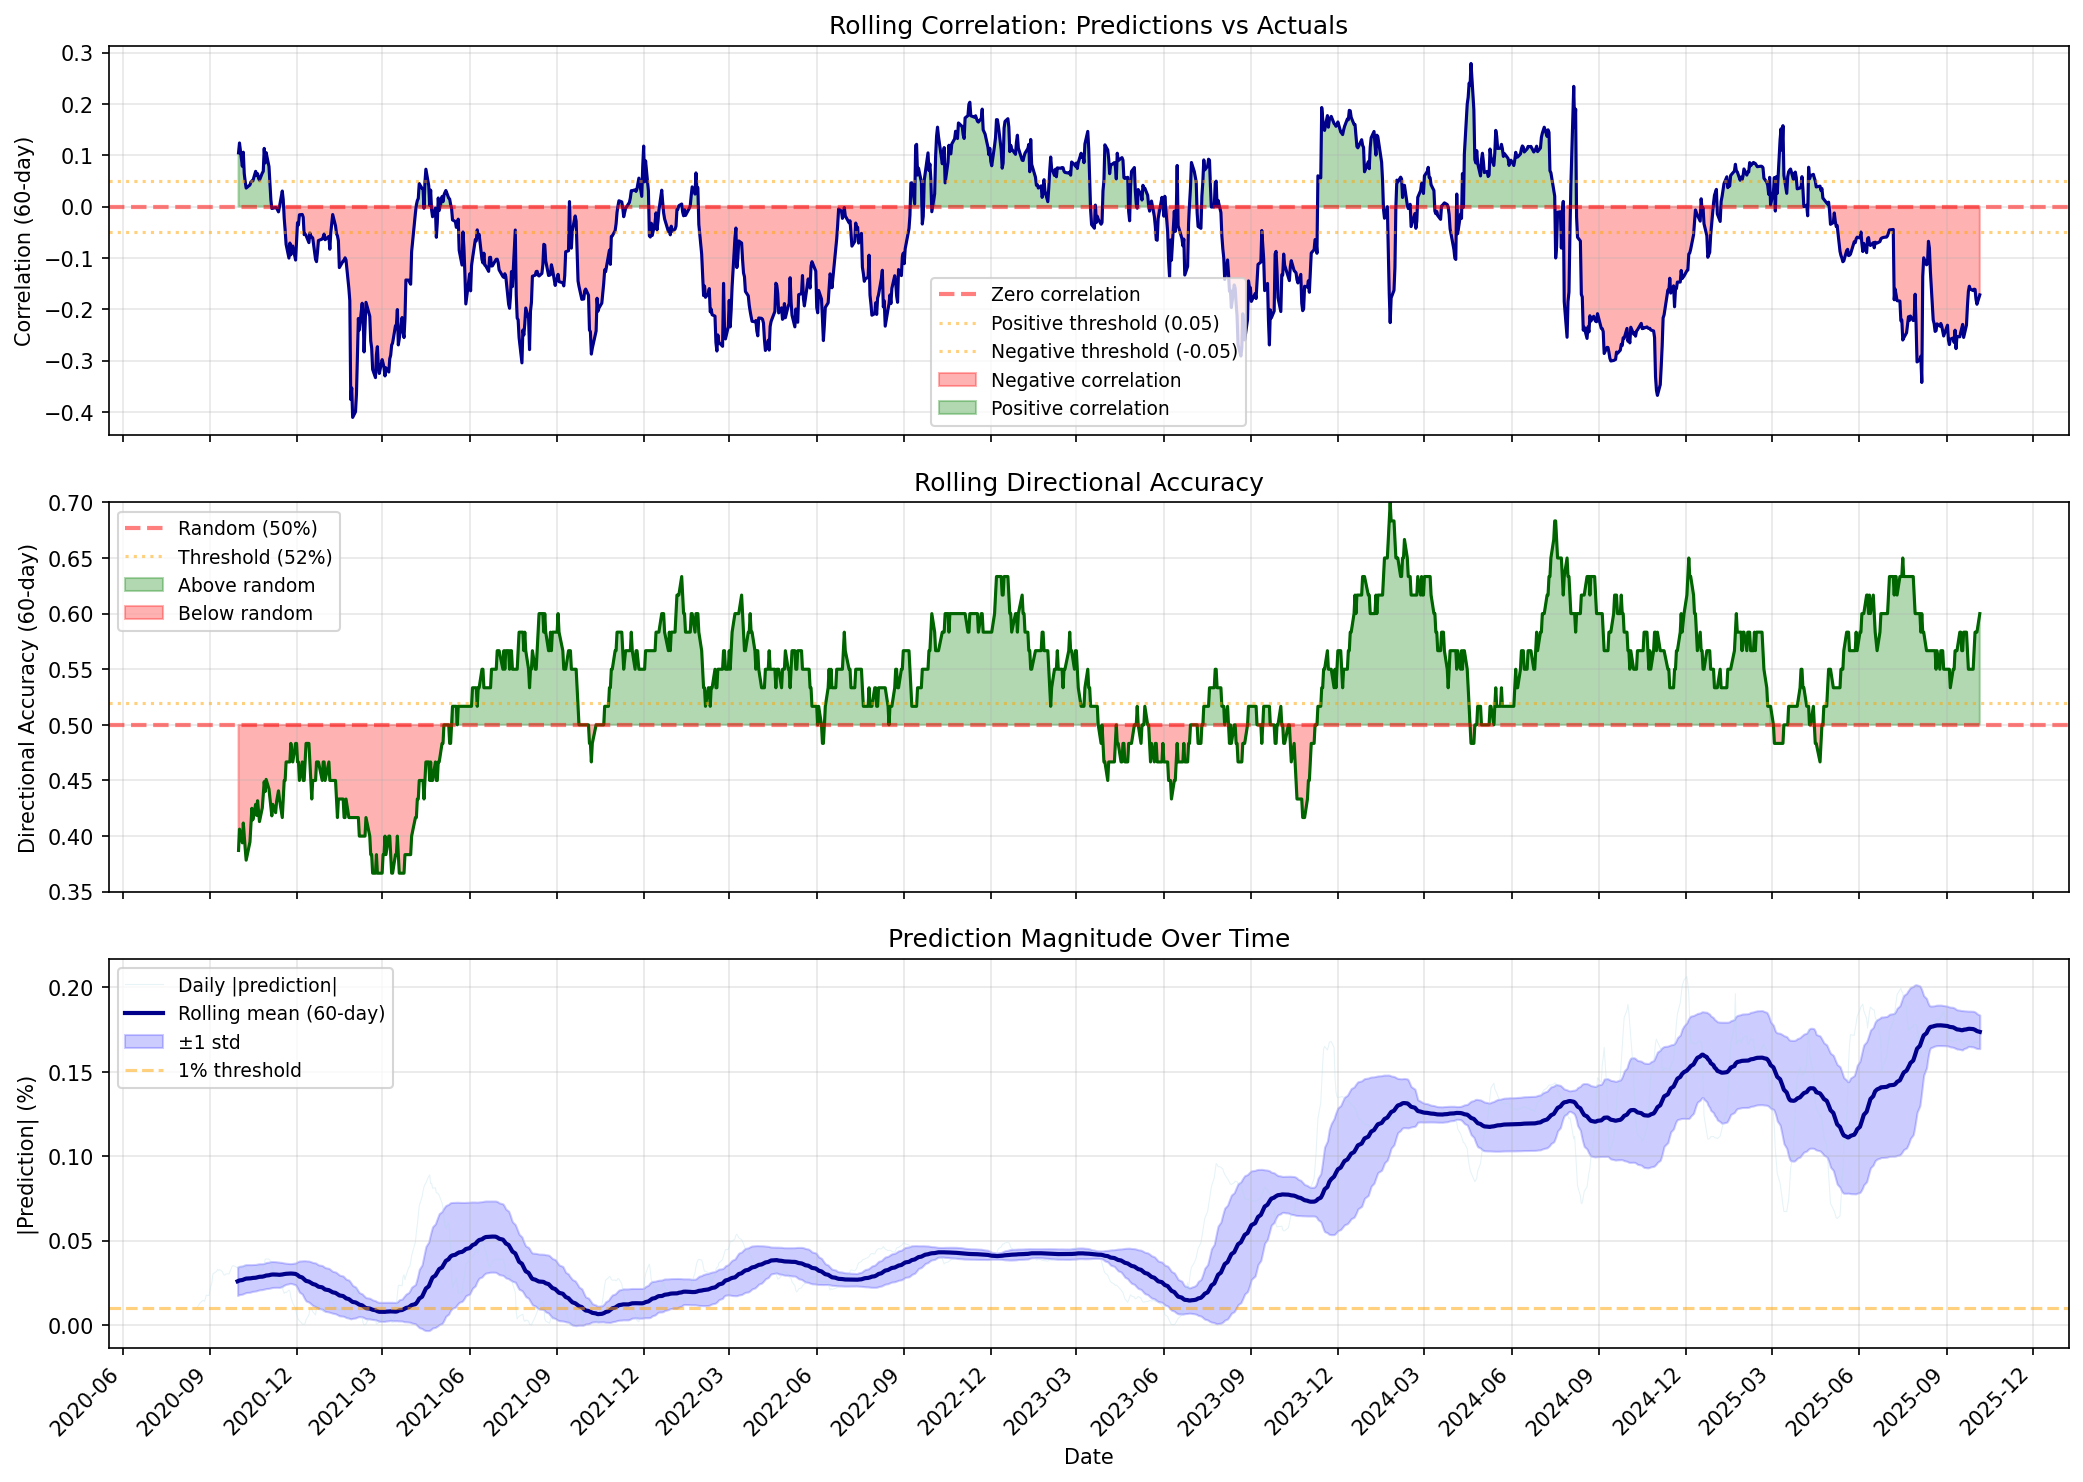 Rolling Correlation: Predictions vs Actuals
Correlation (60-day)
0.3
0.2
0.1
0.0
−0.1
−0.2
−0.3
−0.4
Zero correlation
Positive threshold (0.05)
Negative threshold (-0.05)
Negative correlation
Positive correlation
Rolling Directional Accuracy
Directional Accuracy (60-day)
0.70
0.65
0.60
0.55
0.50
0.45
0.40
0.35
Random (50%)
Threshold (52%)
Above random
Below random
Prediction Magnitude Over Time
|Prediction| (%)
0.20
0.15
0.10
0.05
0.00
Daily |prediction|
Rolling mean (60-day)
±1 std
1% threshold
2020-06
2020-09
2020-12
2021-03
2021-06
2021-09
2021-12
2022-03
2022-06
2022-09
2022-12
2023-03
2023-06
2023-09
2023-12
2024-03
2024-06
2024-09
2024-12
2025-03
2025-06
2025-09
2025-12
Date